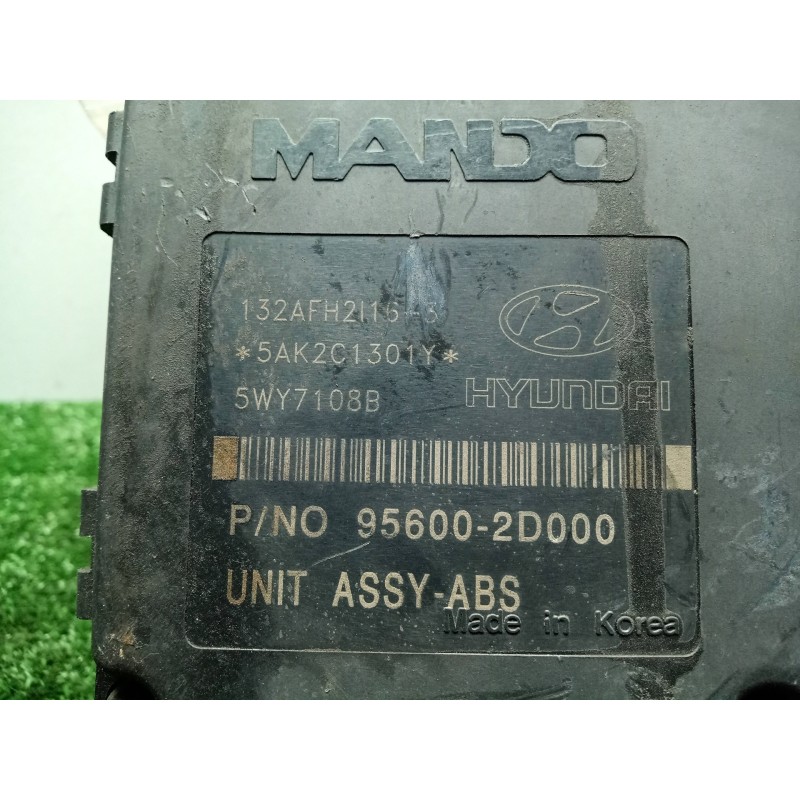 MANDO
132AFH2I16-3
*5AK2C1301Y*
5WY7108B
HYUNDAI
P/NO 95600-2D000
UNIT ASSY-ABS
Made in Korea